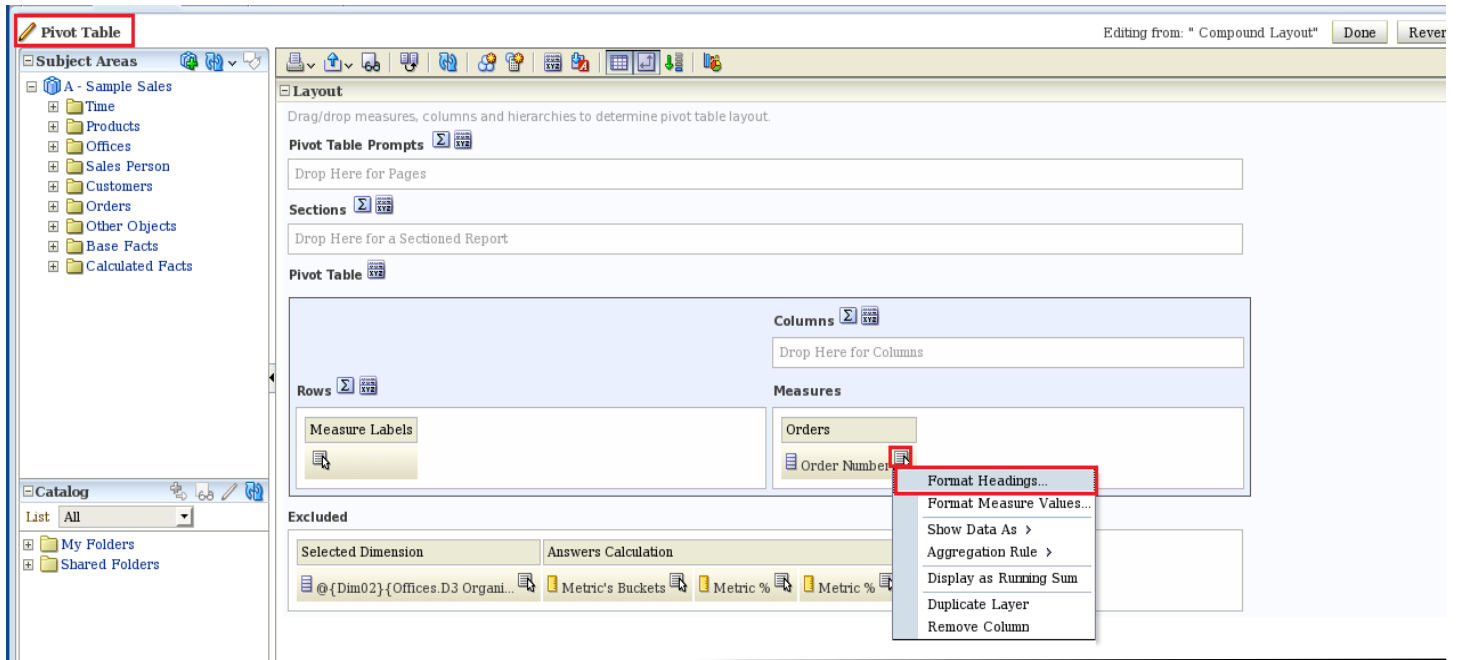 Pivot Table
Editing from: " Compound Layout"
Done
Rever
Subject Areas
A - Sample Sales
Time
Products
Offices
Sales Person
Customers
Orders
Other Objects
Base Facts
Calculated Facts
Layout
Drag/drop measures, columns and hierarchies to determine pivot table layout.
Pivot Table Prompts
Drop Here for Pages
Sections
Drop Here for a Sectioned Report
Pivot Table
Columns
Drop Here for Columns
Rows
Measures
Measure Labels
Orders
Order Number
Format Headings...
Format Measure Values...
Show Data As >
Aggregation Rule >
Display as Running Sum
Duplicate Layer
Remove Column
Excluded
Selected Dimension
Answers Calculation
@{Dim02}{Offices.D3 Organi...
Metric's Buckets
Metric %
Metric %
Catalog
List All
My Folders
Shared Folders